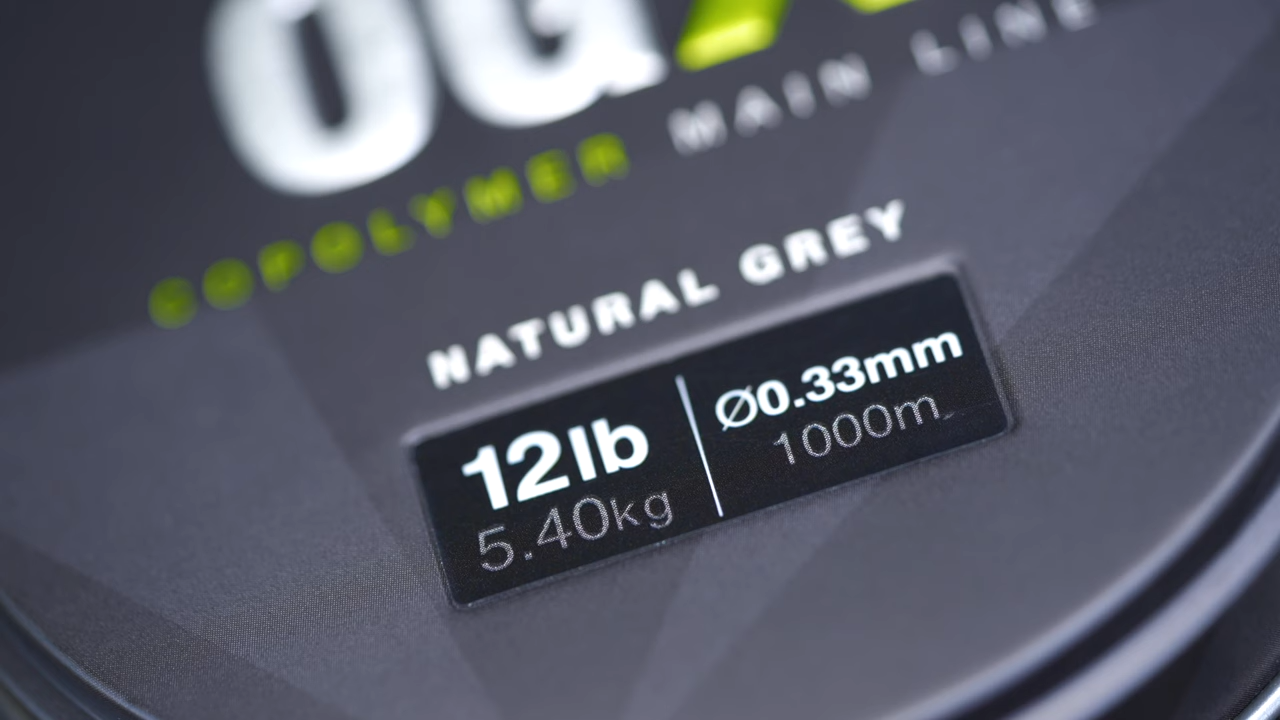 COPOLYMER MAIN LINE
NATURAL GREY
12lb
5.40kg
Ø0.33mm
1000m